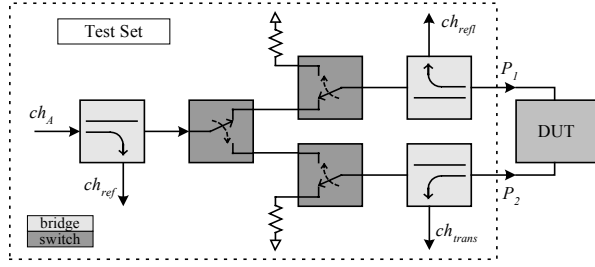 Test Set
ch_refl
P_1
ch_A
DUT
ch_ref
P_2
ch_trans
bridge
switch